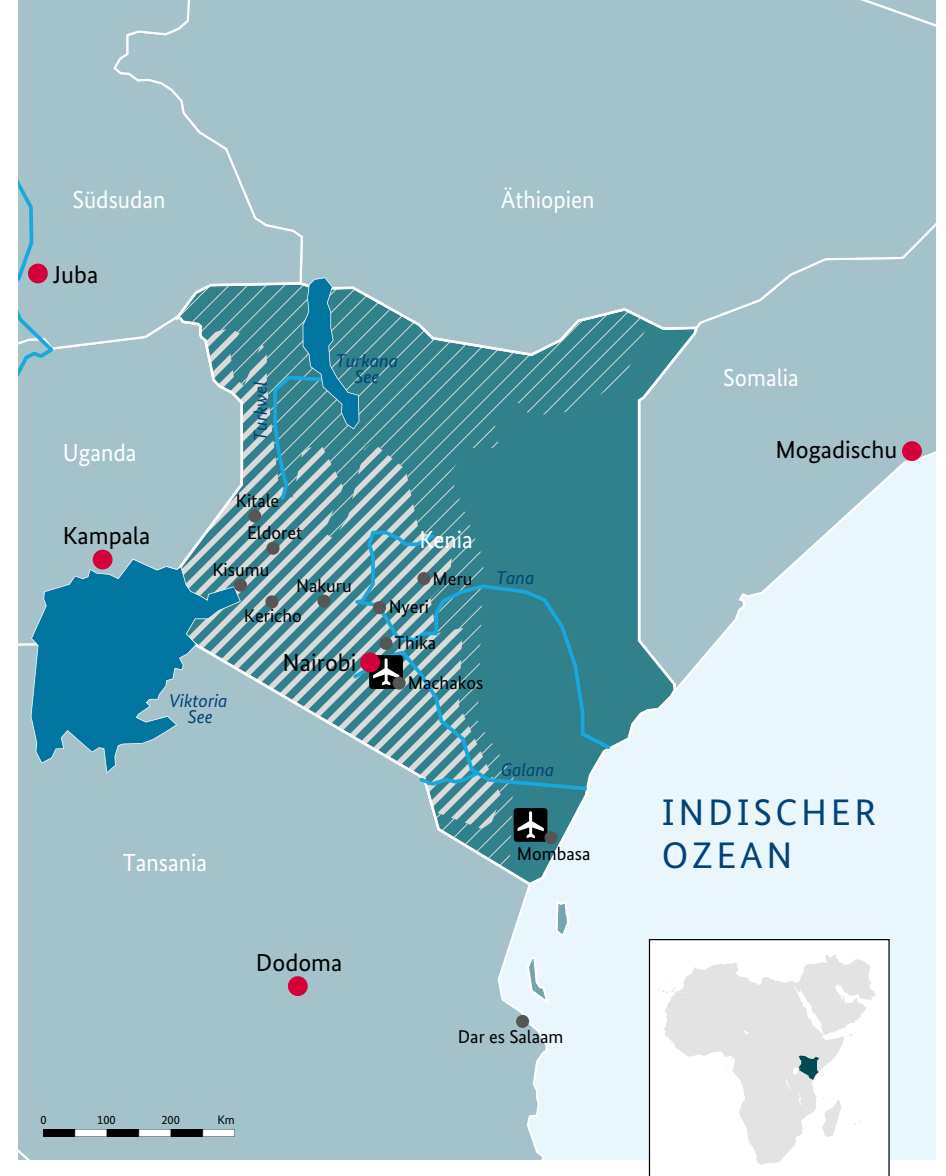 Südsudan
Äthiopien
Juba
Turkana
See
Somalia
Turkwel
Uganda
Mogadischu
Kitale
Kampala
Eldoret
Kenia
Kisumu
Nakuru
Meru
Tana
Kericho
Nyeri
Thika
Nairobi
Machakos
Viktoria
See
Galana
INDISCHER
OZEAN
Mombasa
Tansania
Dodoma
Dar es Salaam
0 100 200 Km